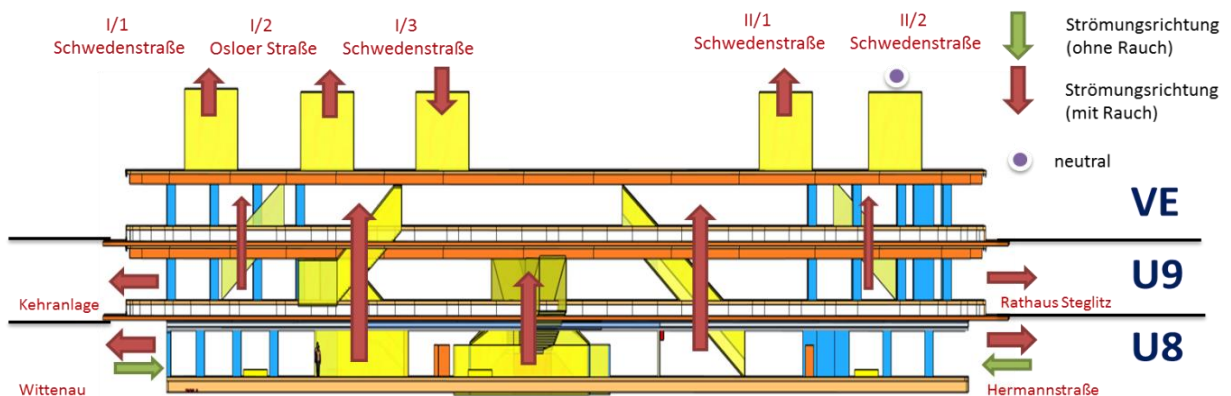 I/1
Schwedenstraße
I/2
Osloer Straße
I/3
Schwedenstraße
II/1
Schwedenstraße
II/2
Schwedenstraße
Strömungsrichtung
(ohne Rauch)
Strömungsrichtung
(mit Rauch)
neutral
VE
U9
Kehranlage
Rathaus Steglitz
U8
Wittenau
Hermannstraße